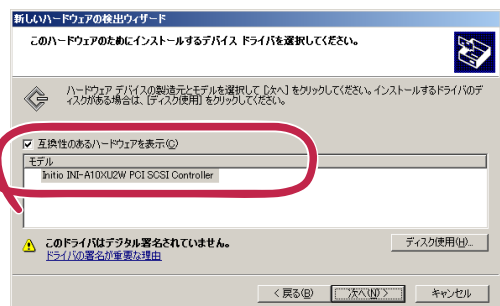 新しいハードウェアの検出ウィザード
このハードウェアのためにインストールするデバイス ドライバを選択してください。
ハードウェア デバイスの製造元とモデルを選択して [次へ] をクリックしてください。インストールするドライバのデ
ィスクがある場合は、[ディスク使用] をクリックしてください。
互換性のあるハードウェアを表示(C)
モデル
Initio INI-A10XU2W PCI SCSI Controller
このドライバはデジタル署名されていません。
ディスク使用(H)...
ドライバの署名が重要な理由
< 戻る(B)
次へ(N) >
キャンセル